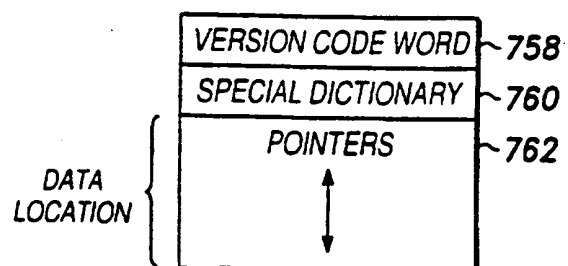 VERSION CODE WORD 758
SPECIAL DICTIONARY 760
POINTERS 762
DATA
LOCATION